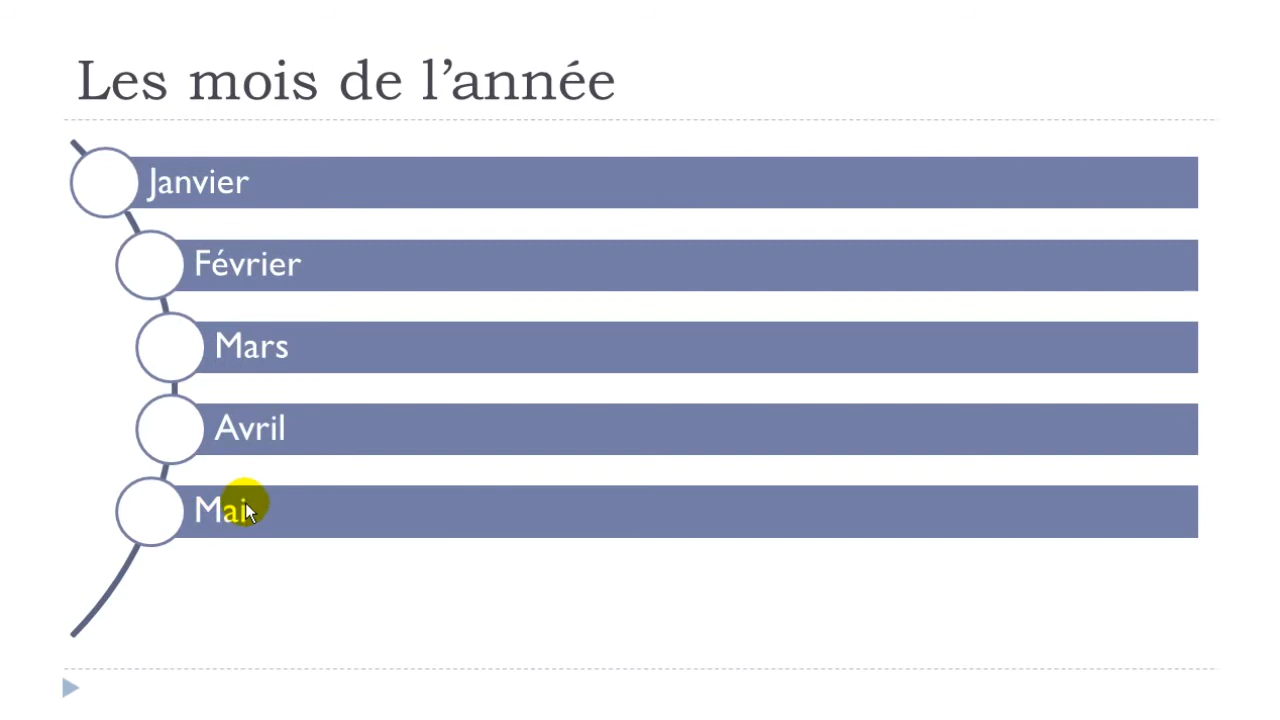 Les mois de l’année
Janvier
Février
Mars
Avril
Mai